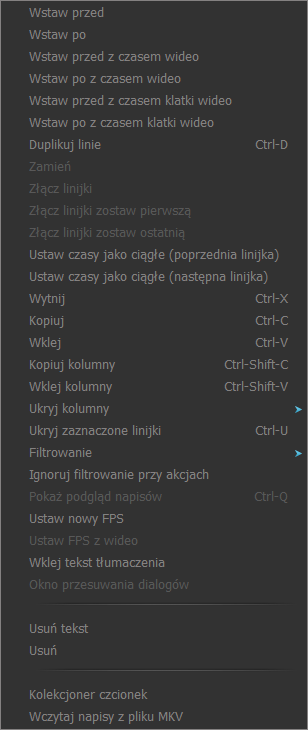 Wstaw przed
Wstaw po
Wstaw przed z czasem wideo
Wstaw po z czasem wideo
Wstaw przed z czasem klatki wideo
Wstaw po z czasem klatki wideo
Duplikuj linie Ctrl-D
Zamień
Złącz linijki
Złącz linijki zostaw pierwszą
Złącz linijki zostaw ostatnią
Ustaw czasy jako ciągłe (poprzednia linijka)
Ustaw czasy jako ciągłe (następna linijka)
Wytnij Ctrl-X
Kopiuj Ctrl-C
Wklej Ctrl-V
Kopiuj kolumny Ctrl-Shift-C
Wklej kolumny Ctrl-Shift-V
Ukryj kolumny
Ukryj zaznaczone linijki Ctrl-U
Filtrowanie
Ignoruj filtrowanie przy akcjach
Pokaż podgląd napisów Ctrl-Q
Ustaw nowy FPS
Ustaw FPS z wideo
Wklej tekst tłumaczenia
Okno przesuwania dialogów
Usuń tekst
Usuń
Kolekcjoner czcionek
Wczytaj napisy z pliku MKV